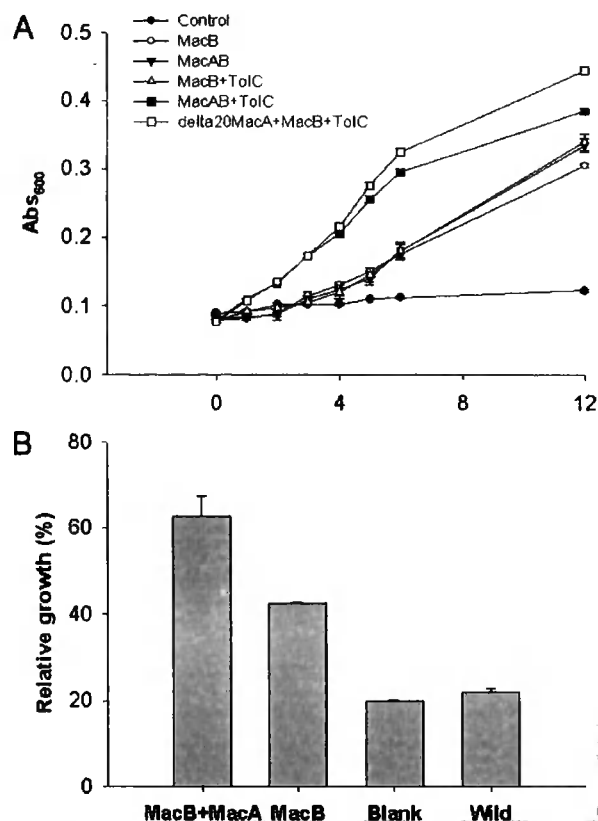 A
Control
MacB
MacAB
MacB+TolC
MacAB+TolC
delta20MacA+MacB+TolC
0.5
0.4
0.3
0.2
0.1
0.0
Abs600
0 4 8 12
B
80
60
40
20
0
Relative growth (%)
MacB+MacA MacB Blank Wild